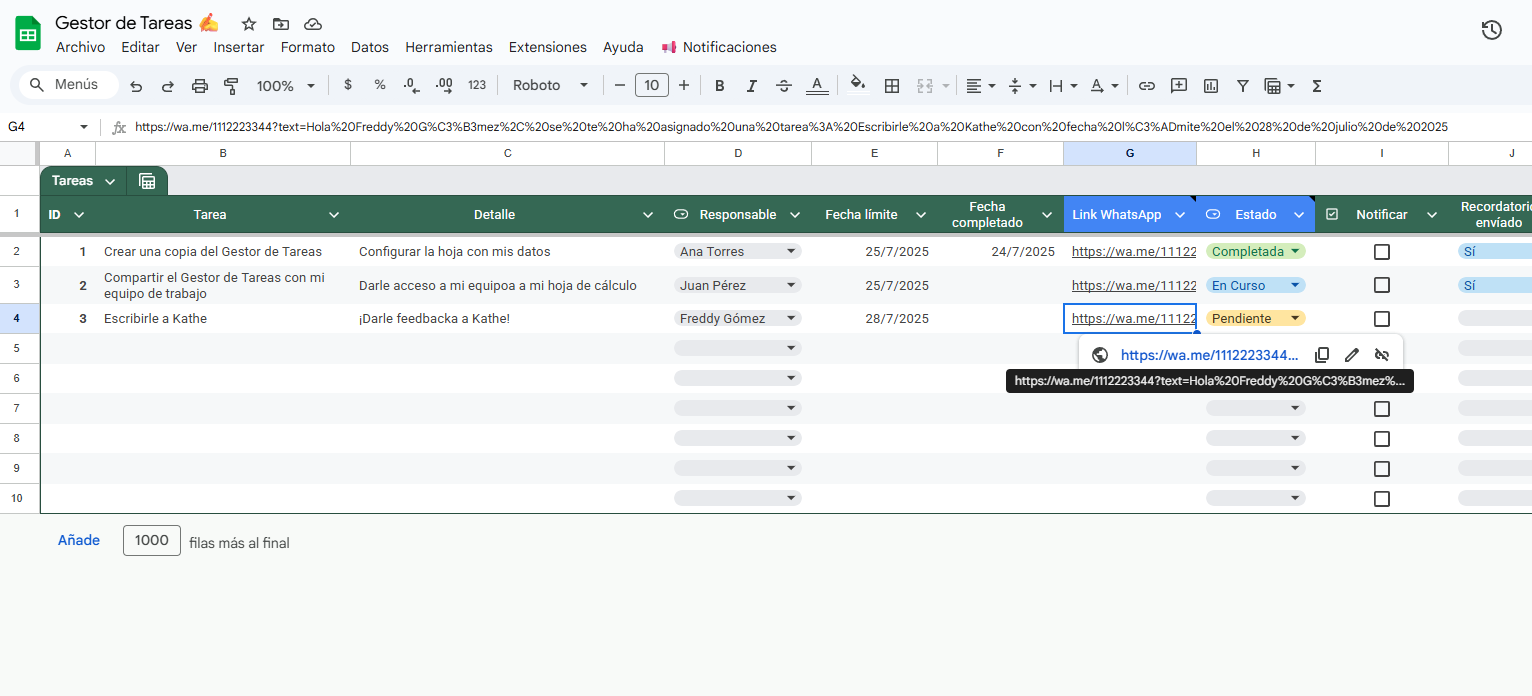 Gestor de Tareas ✍️
Archivo Editar Ver Insertar Formato Datos Herramientas Extensiones Ayuda 📢 Notificaciones
Menús 100% $ % .0 .00 123 Roboto 10 B I A A Σ
G4 fx https://wa.me/1112223344?text=Hola%20Freddy%20G%C3%B3mez%2C%20se%20te%20ha%20asignado%20una%20tarea%3A%20Escribirle%20a%20Kathe%20con%20fecha%20l%C3%ADmite%20el%2028%20de%20julio%20de%202025
A B C D E F G H I J
Tareas
1 ID Tarea Detalle Responsable Fecha límite Fecha completado Link WhatsApp Estado Notificar Recordatorio enviado
2 1 Crear una copia del Gestor de Tareas Configurar la hoja con mis datos Ana Torres 25/7/2025 24/7/2025 https://wa.me/11122 Completada Sí
3 2 Compartir el Gestor de Tareas con mi equipo de trabajo Darle acceso a mi equipoa a mi hoja de cálculo Juan Pérez 25/7/2025 https://wa.me/11122 En Curso Sí
4 3 Escribirle a Kathe ¡Darle feedbacka a Kathe! Freddy Gómez 28/7/2025 https://wa.me/11122 Pendiente
5
https://wa.me/1112223344...
6
https://wa.me/1112223344?text=Hola%20Freddy%20G%C3%B3mez%...
7
8
9
10
Añade 1000 filas más al final